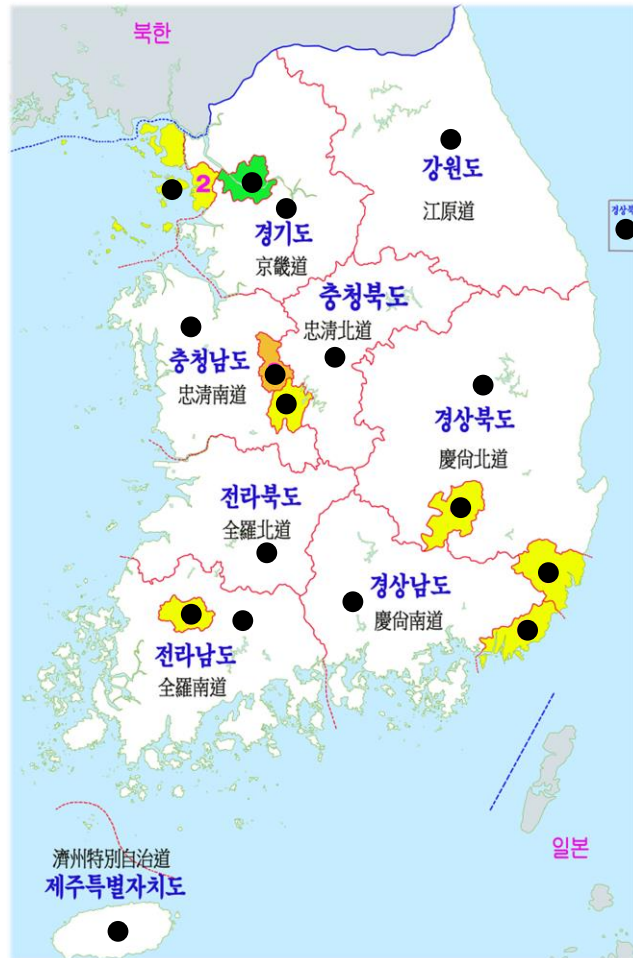 북한
2
강원도
江原道
경기도
京畿道
충청북도
忠淸北道
충청남도
忠淸南道
경상북도
慶尙北道
전라북도
全羅北道
경상남도
慶尙南道
전라남도
全羅南道
일본
濟州特別自治道
제주특별자치도